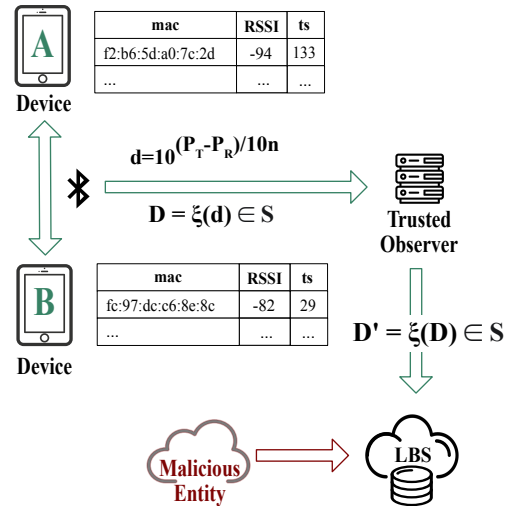 A
Device
mac RSSI ts
f2:b6:5d:a0:7c:2d -94 133
... ... ...
d=10^(P_T-P_R)/10n
D = ξ(d) ∈ S
Trusted
Observer
B
Device
mac RSSI ts
fc:97:dc:c6:8e:8c -82 29
... ... ...
D' = ξ(D) ∈ S
Malicious
Entity
LBS